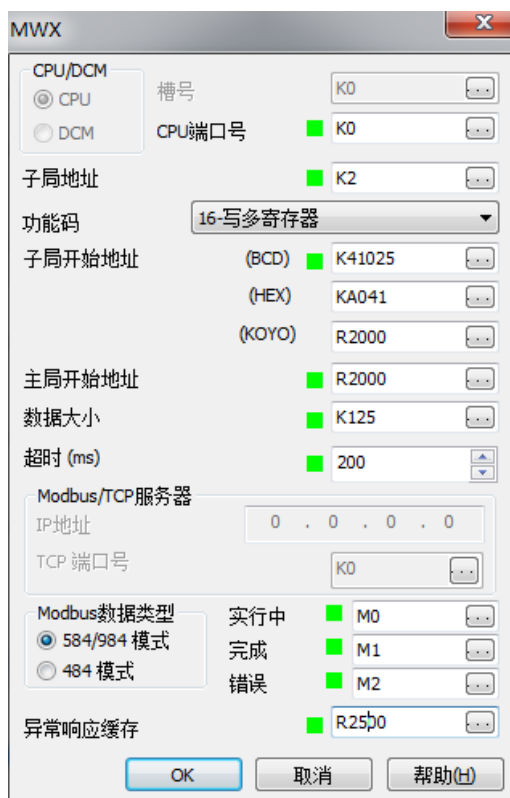 MWX
CPU/DCM
CPU
DCM
槽号 K0 ...
CPU端口号 K0 ...
子局地址 K2 ...
功能码 16-写多寄存器
子局开始地址 (BCD) K41025 ...
(HEX) KA041 ...
(KOYO) R2000 ...
主局开始地址 R2000 ...
数据大小 K125 ...
超时 (ms) 200
Modbus/TCP服务器
IP地址 0 . 0 . 0 . 0
TCP 端口号 K0 ...
Modbus数据类型
584/984 模式
484 模式
实行中 M0 ...
完成 M1 ...
错误 M2 ...
异常响应缓存 R2500 ...
OK 取消 帮助(H)